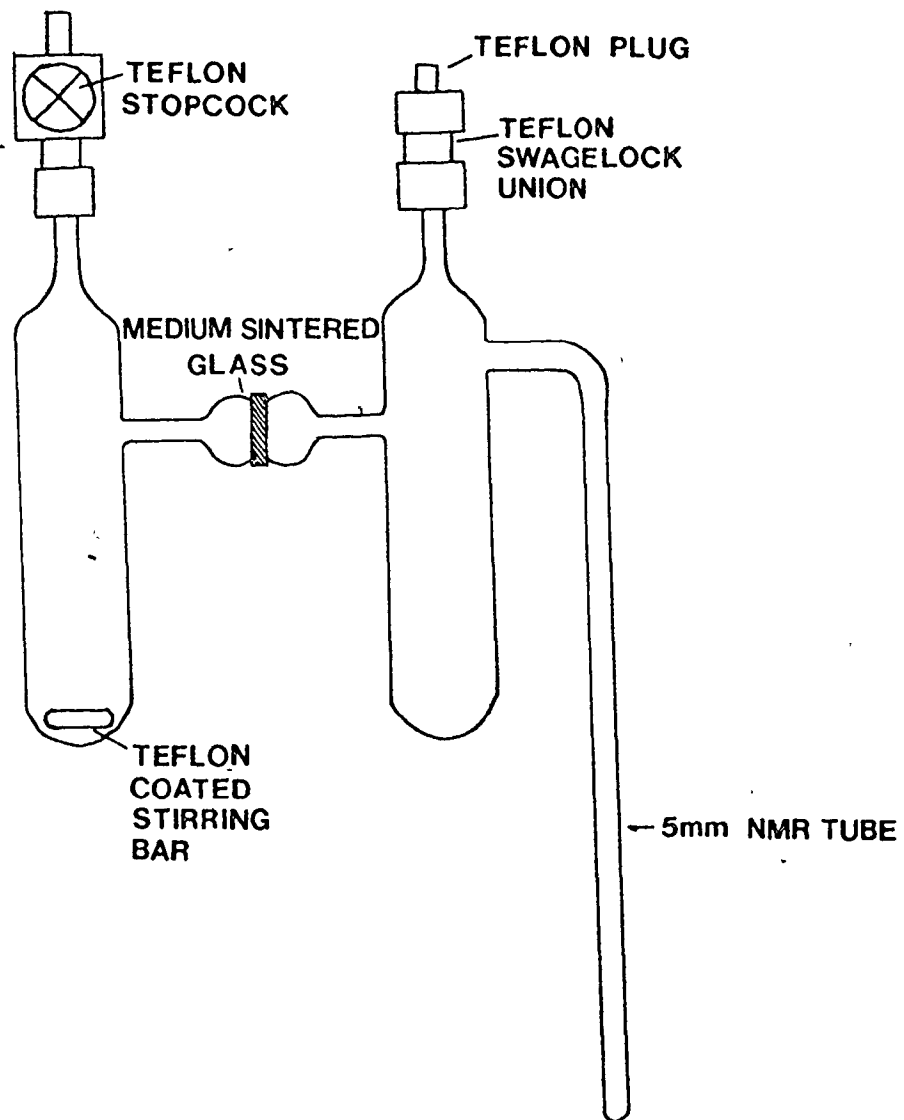 TEFLON
STOPCOCK
TEFLON PLUG
TEFLON
SWAGELOCK
UNION
MEDIUM SINTERED
GLASS
TEFLON
COATED
STIRRING
BAR
5mm NMR TUBE